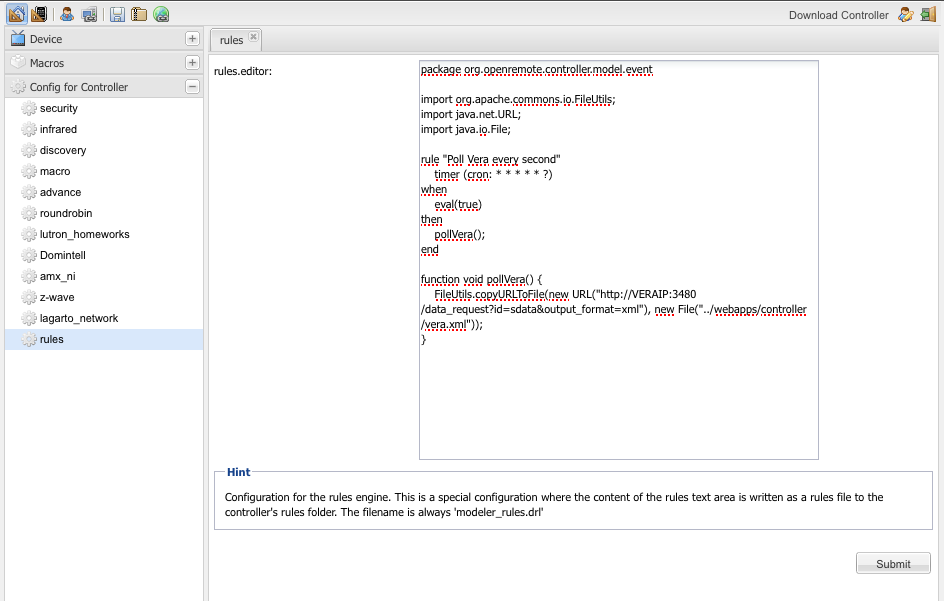 Download Controller
Device
Macros
Config for Controller
security
infrared
discovery
macro
advance
roundrobin
lutron_homeworks
Domintell
amx_ni
z-wave
lagarto_network
rules
rules
rules.editor:
package org.openremote.controller.model.event
import org.apache.commons.io.FileUtils;
import java.net.URL;
import java.io.File;
rule "Poll Vera every second"
timer (cron: * * * * * ?)
when
eval(true)
then
pollVera();
end
function void pollVera() {
FileUtils.copyURLToFile(new URL("http://VERAIP:3480
/data_request?id=sdata&output_format=xml"), new File("../webapps/controller
/vera.xml"));
}
Hint
Configuration for the rules engine. This is a special configuration where the content of the rules text area is written as a rules file to the
controller's rules folder. The filename is always 'modeler_rules.drl'
Submit